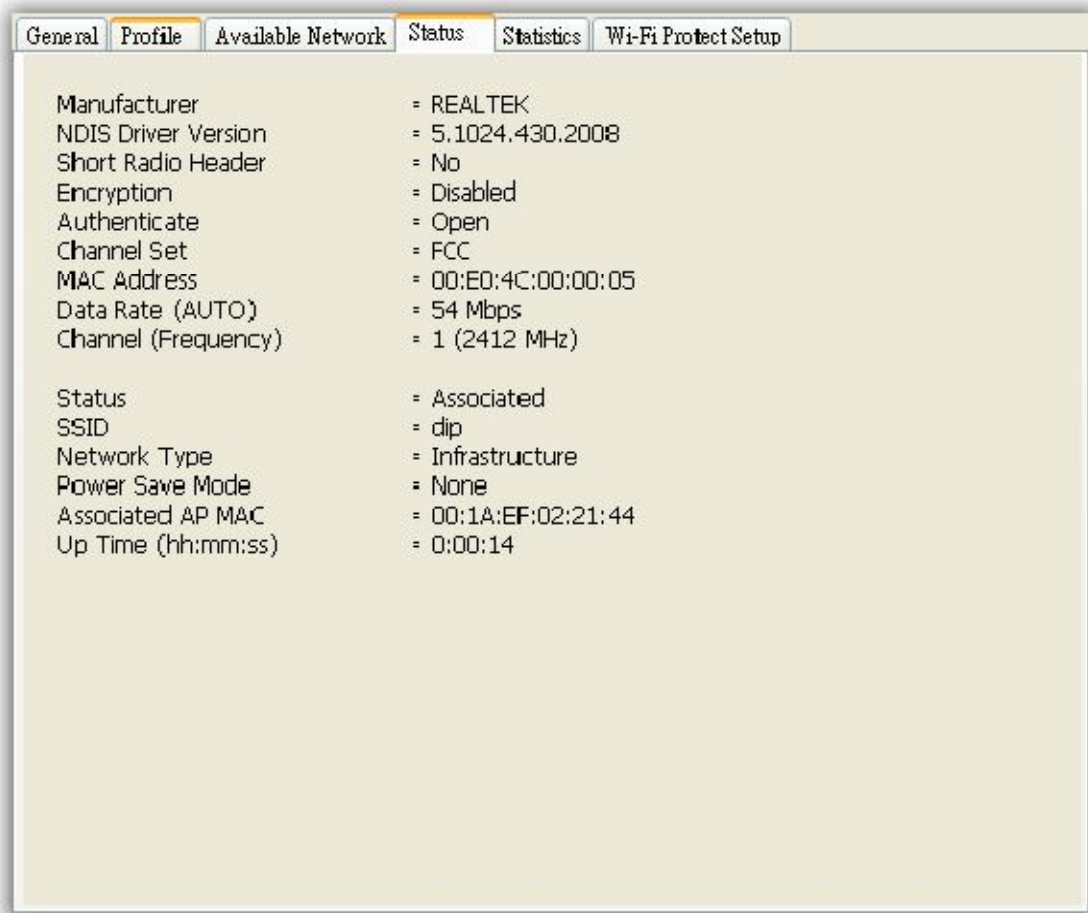 General Profile Available Network Status Statistics Wi-Fi Protect Setup
Manufacturer = REALTEK
NDIS Driver Version = 5.1024.430.2008
Short Radio Header = No
Encryption = Disabled
Authenticate = Open
Channel Set = FCC
MAC Address = 00:E0:4C:00:00:05
Data Rate (AUTO) = 54 Mbps
Channel (Frequency) = 1 (2412 MHz)
Status = Associated
SSID = dip
Network Type = Infrastructure
Power Save Mode = None
Associated AP MAC = 00:1A:EF:02:21:44
Up Time (hh:mm:ss) = 0:00:14